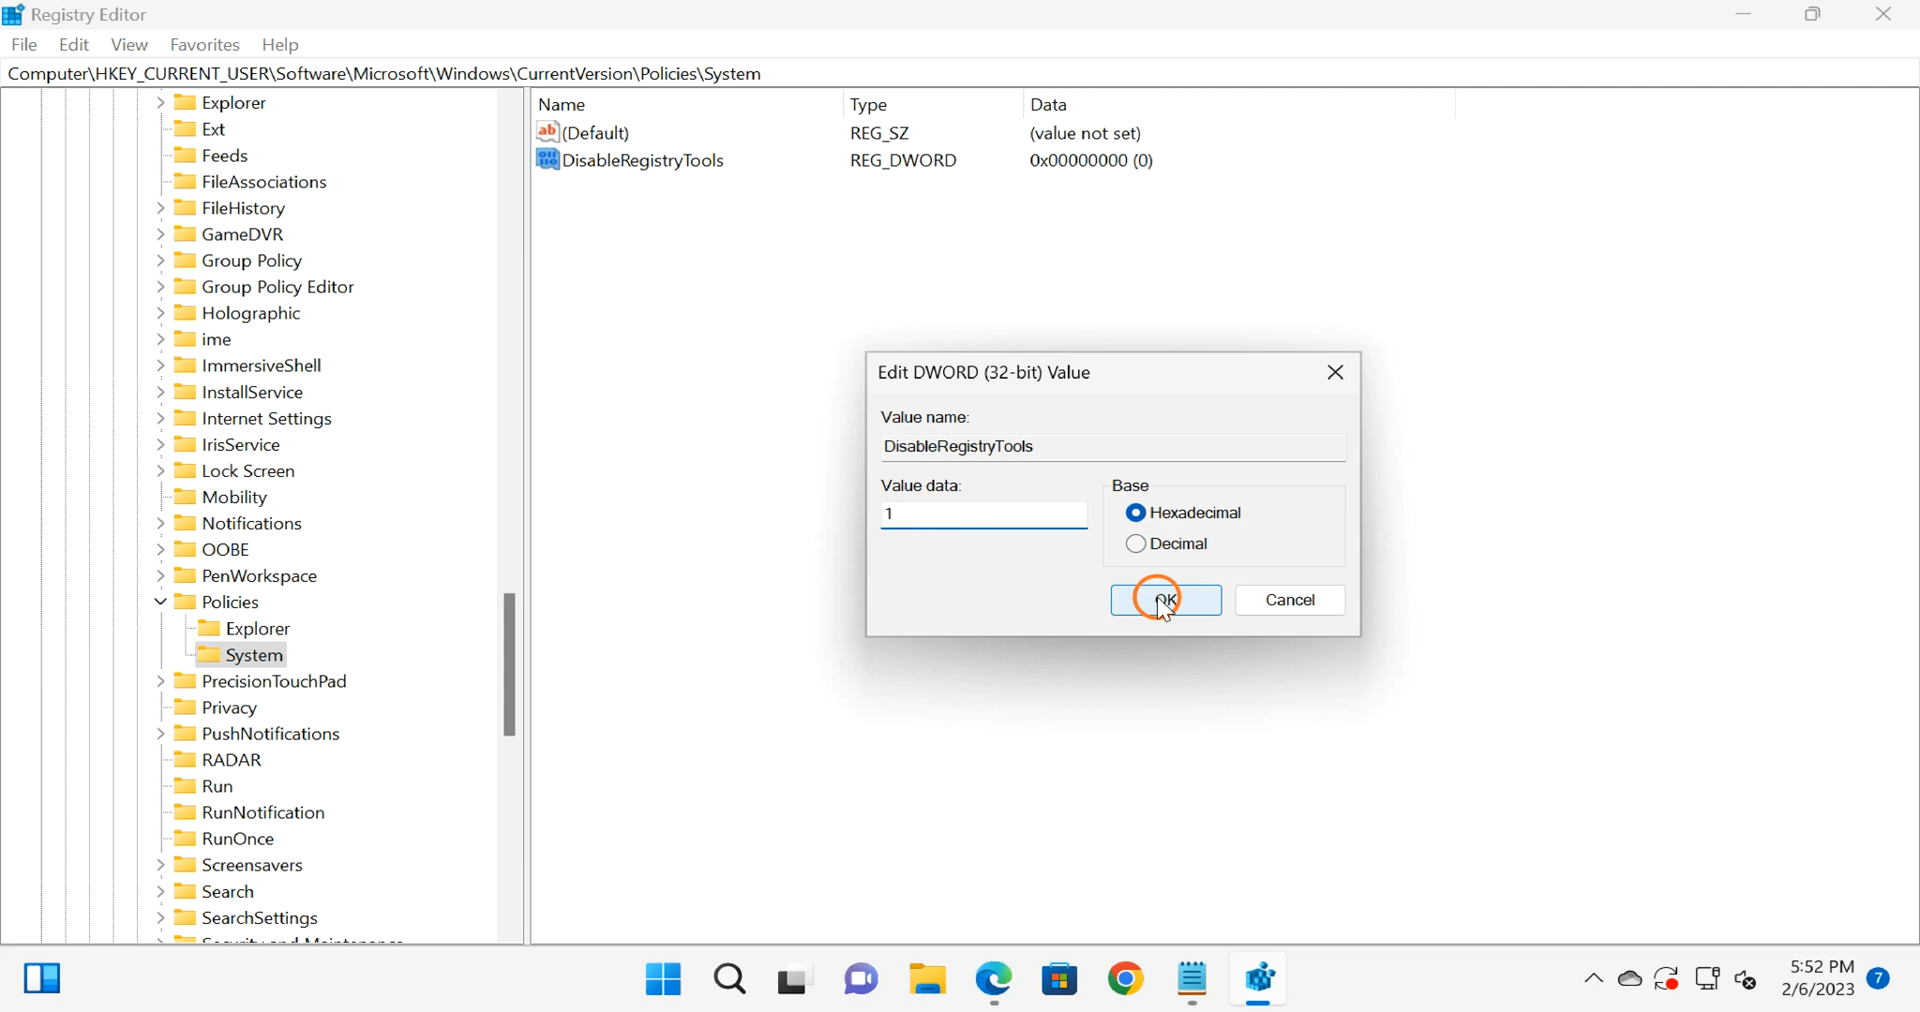 Registry Editor
File Edit View Favorites Help
Computer\HKEY_CURRENT_USER\Software\Microsoft\Windows\CurrentVersion\Policies\System
Explorer
Ext
Feeds
FileAssociations
FileHistory
GameDVR
Group Policy
Group Policy Editor
Holographic
ime
ImmersiveShell
InstallService
Internet Settings
IrisService
Lock Screen
Mobility
Notifications
OOBE
PenWorkspace
Policies
Explorer
System
PrecisionTouchPad
Privacy
PushNotifications
RADAR
Run
RunNotification
RunOnce
Screensavers
Search
SearchSettings
Name Type Data
ab (Default) REG_SZ (value not set)
DisableRegistryTools REG_DWORD 0x00000000 (0)
Edit DWORD (32-bit) Value
Value name:
DisableRegistryTools
Value data:
1
Base
Hexadecimal
Decimal
OK Cancel
5:52 PM
2/6/2023
7